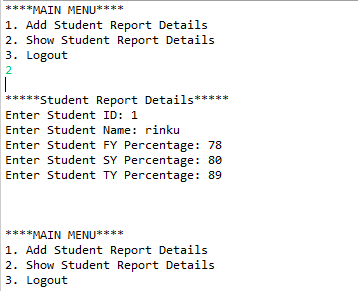 ****MAIN MENU****
1. Add Student Report Details
2. Show Student Report Details
3. Logout
2
*****Student Report Details*****
Enter Student ID: 1
Enter Student Name: rinku
Enter Student FY Percentage: 78
Enter Student SY Percentage: 80
Enter Student TY Percentage: 89
****MAIN MENU****
1. Add Student Report Details
2. Show Student Report Details
3. Logout